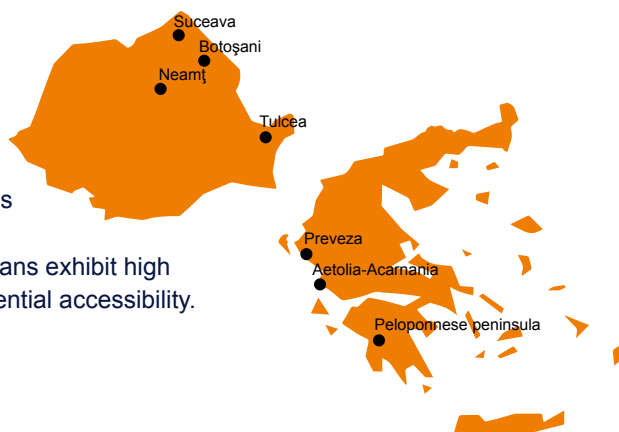 Suceava
Botoşani
Neamţ
Tulcea
s
ans exhibit high
ential accessibility.
Preveza
Aetolia-Acarnania
Peloponnese peninsula